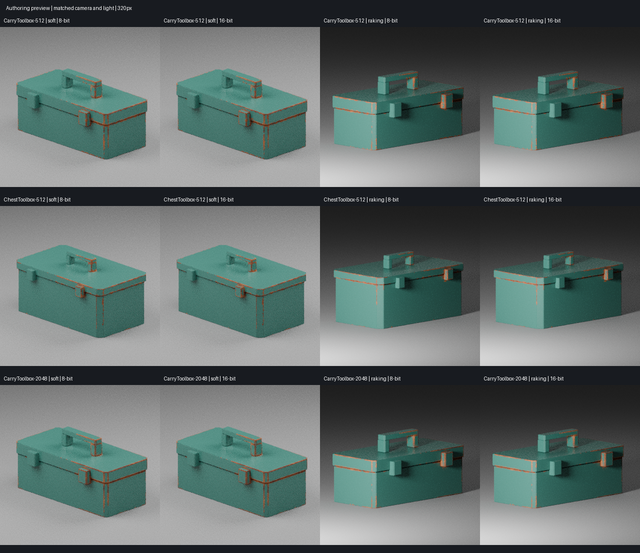 Authoring preview | matched camera and light | 320px
CarryToolbox-512 | soft | 8-bit
CarryToolbox-512 | soft | 16-bit
CarryToolbox-512 | raking | 8-bit
CarryToolbox-512 | raking | 16-bit
ChestToolbox-512 | soft | 8-bit
ChestToolbox-512 | soft | 16-bit
ChestToolbox-512 | raking | 8-bit
ChestToolbox-512 | raking | 16-bit
CarryToolbox-2048 | soft | 8-bit
CarryToolbox-2048 | soft | 16-bit
CarryToolbox-2048 | raking | 8-bit
CarryToolbox-2048 | raking | 16-bit